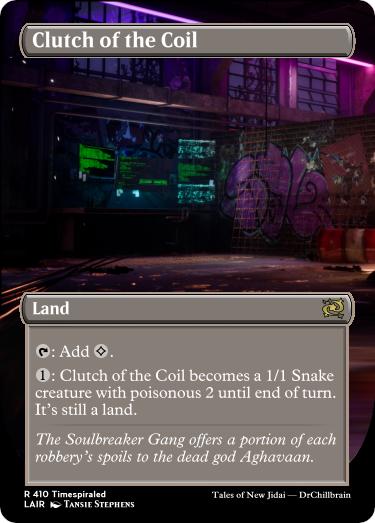 Clutch of the Coil
Land
: Add .
1: Clutch of the Coil becomes a 1/1 Snake
creature with poisonous 2 until end of turn.
It's still a land.
The Soulbreaker Gang offers a portion of each
robbery's spoils to the dead god Aghavaan.
R 410 Timespiraled
LAIR Tansie Stephens
Tales of New Jidai — DrChillbrain